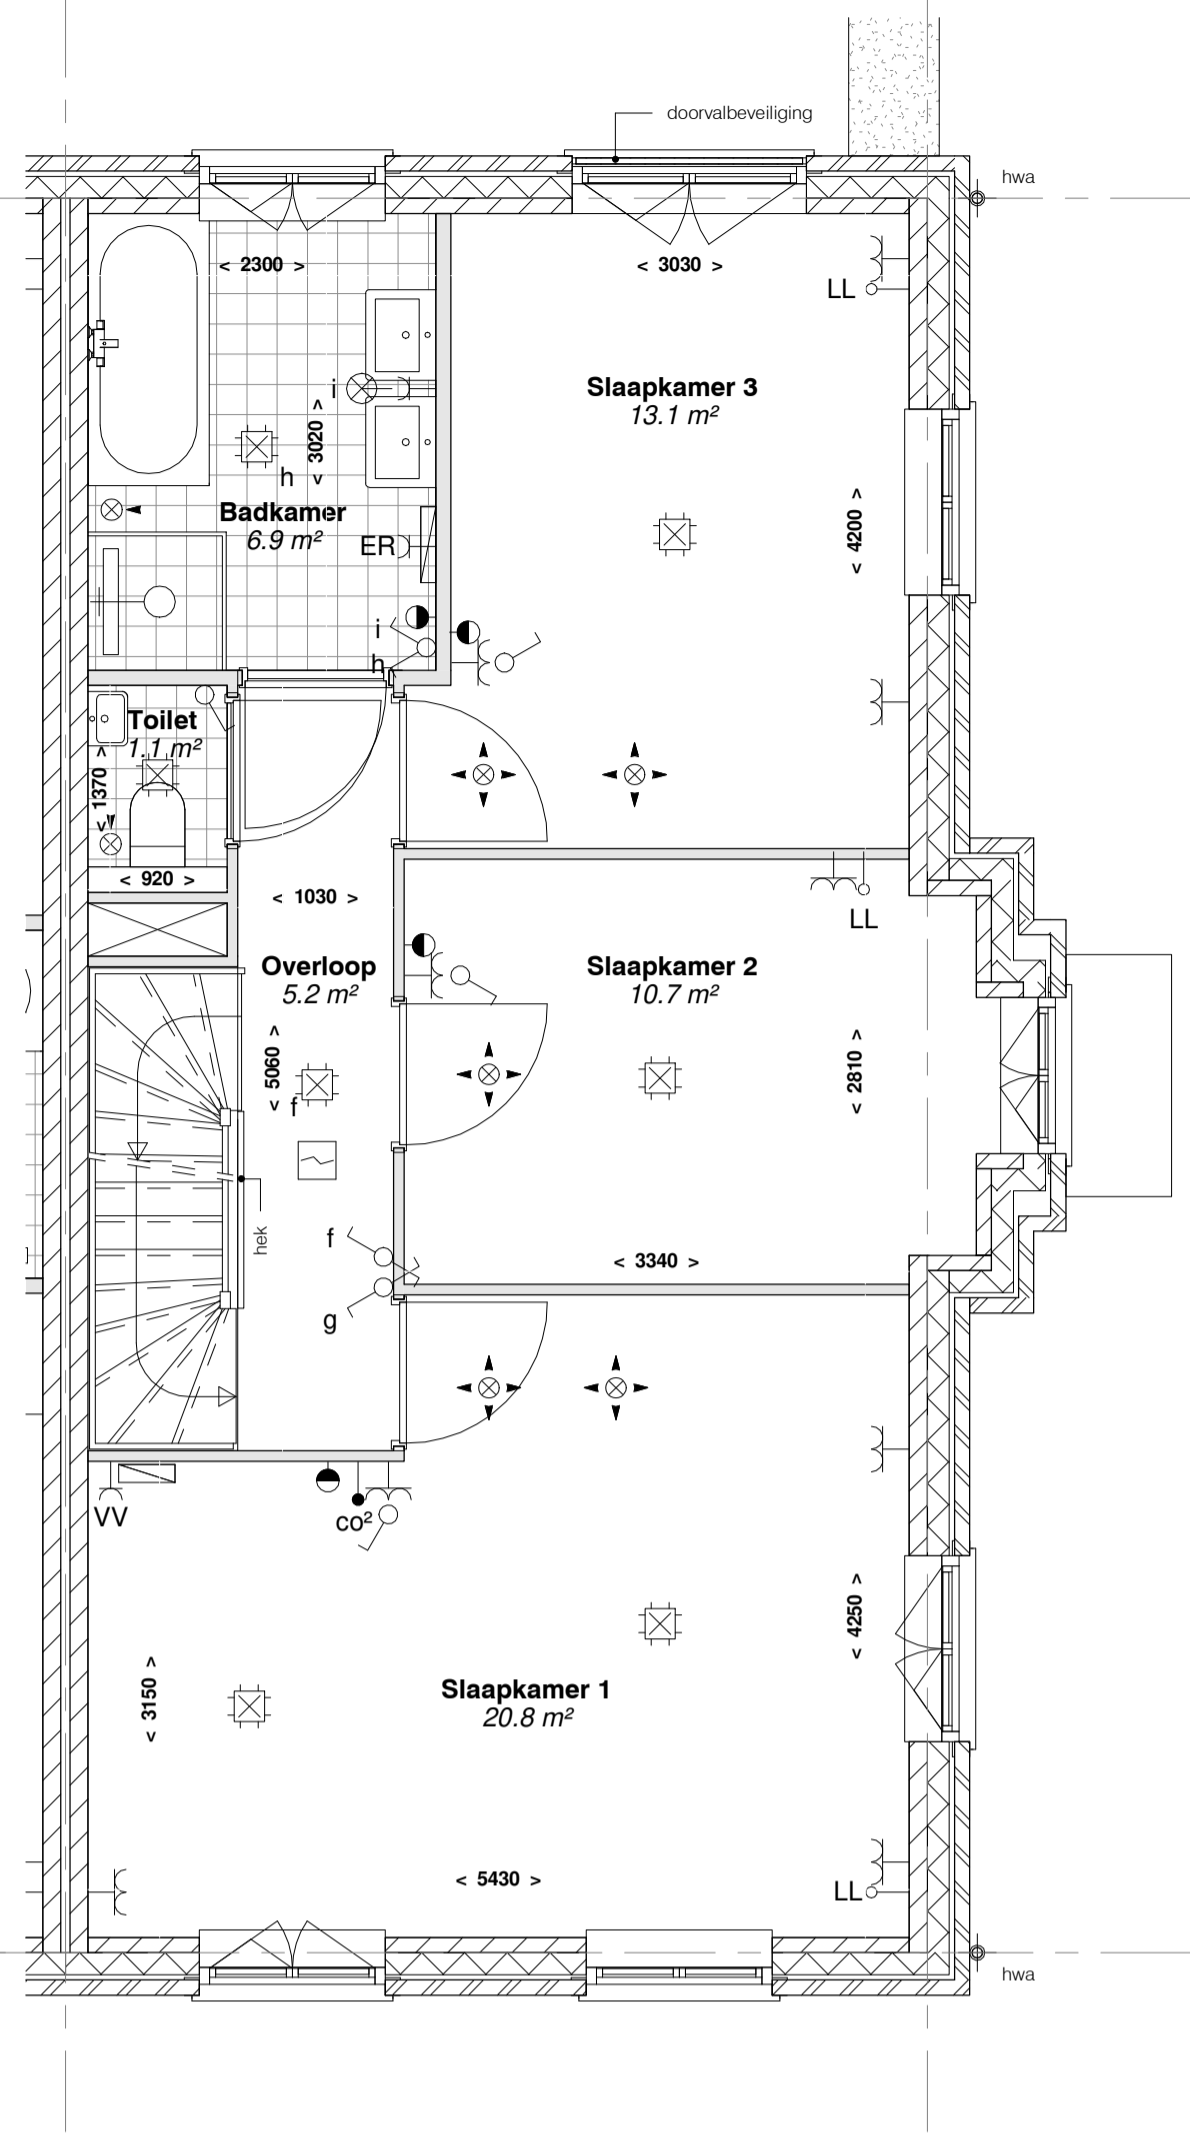 doorvalbeveiliging
hwa
< 2300 >
< 3030 >
LL
Slaapkamer 3
13.1 m²
i
< 3020 >
h
Badkamer
6.9 m²
ER
< 4200 >
i
h
Toilet
1.1 m²
< 1370 >
< 920 >
< 1030 >
LL
Overloop
5.2 m²
Slaapkamer 2
10.7 m²
< 5060 >
f
< 2810 >
hek
f
< 3340 >
g
VV
co²
< 4250 >
< 3150 >
Slaapkamer 1
20.8 m²
< 5430 >
LL
hwa